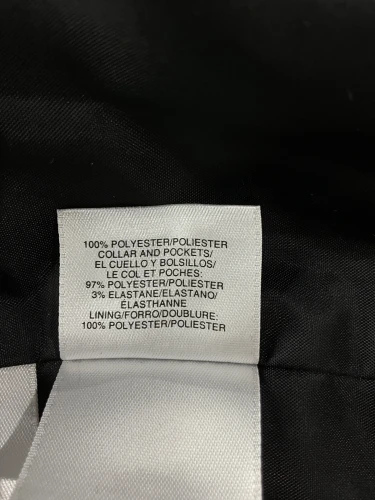 100% POLYESTER/POLIESTER
COLLAR AND POCKETS/
EL CUELLO Y BOLSILLOS/
LE COL ET POCHES:
97% POLYESTER/POLIESTER
3% ELASTANE/ELASTANO/
ÉLASTHANNE
LINING/FORRO/DOUBLURE:
100% POLYESTER/POLIESTER